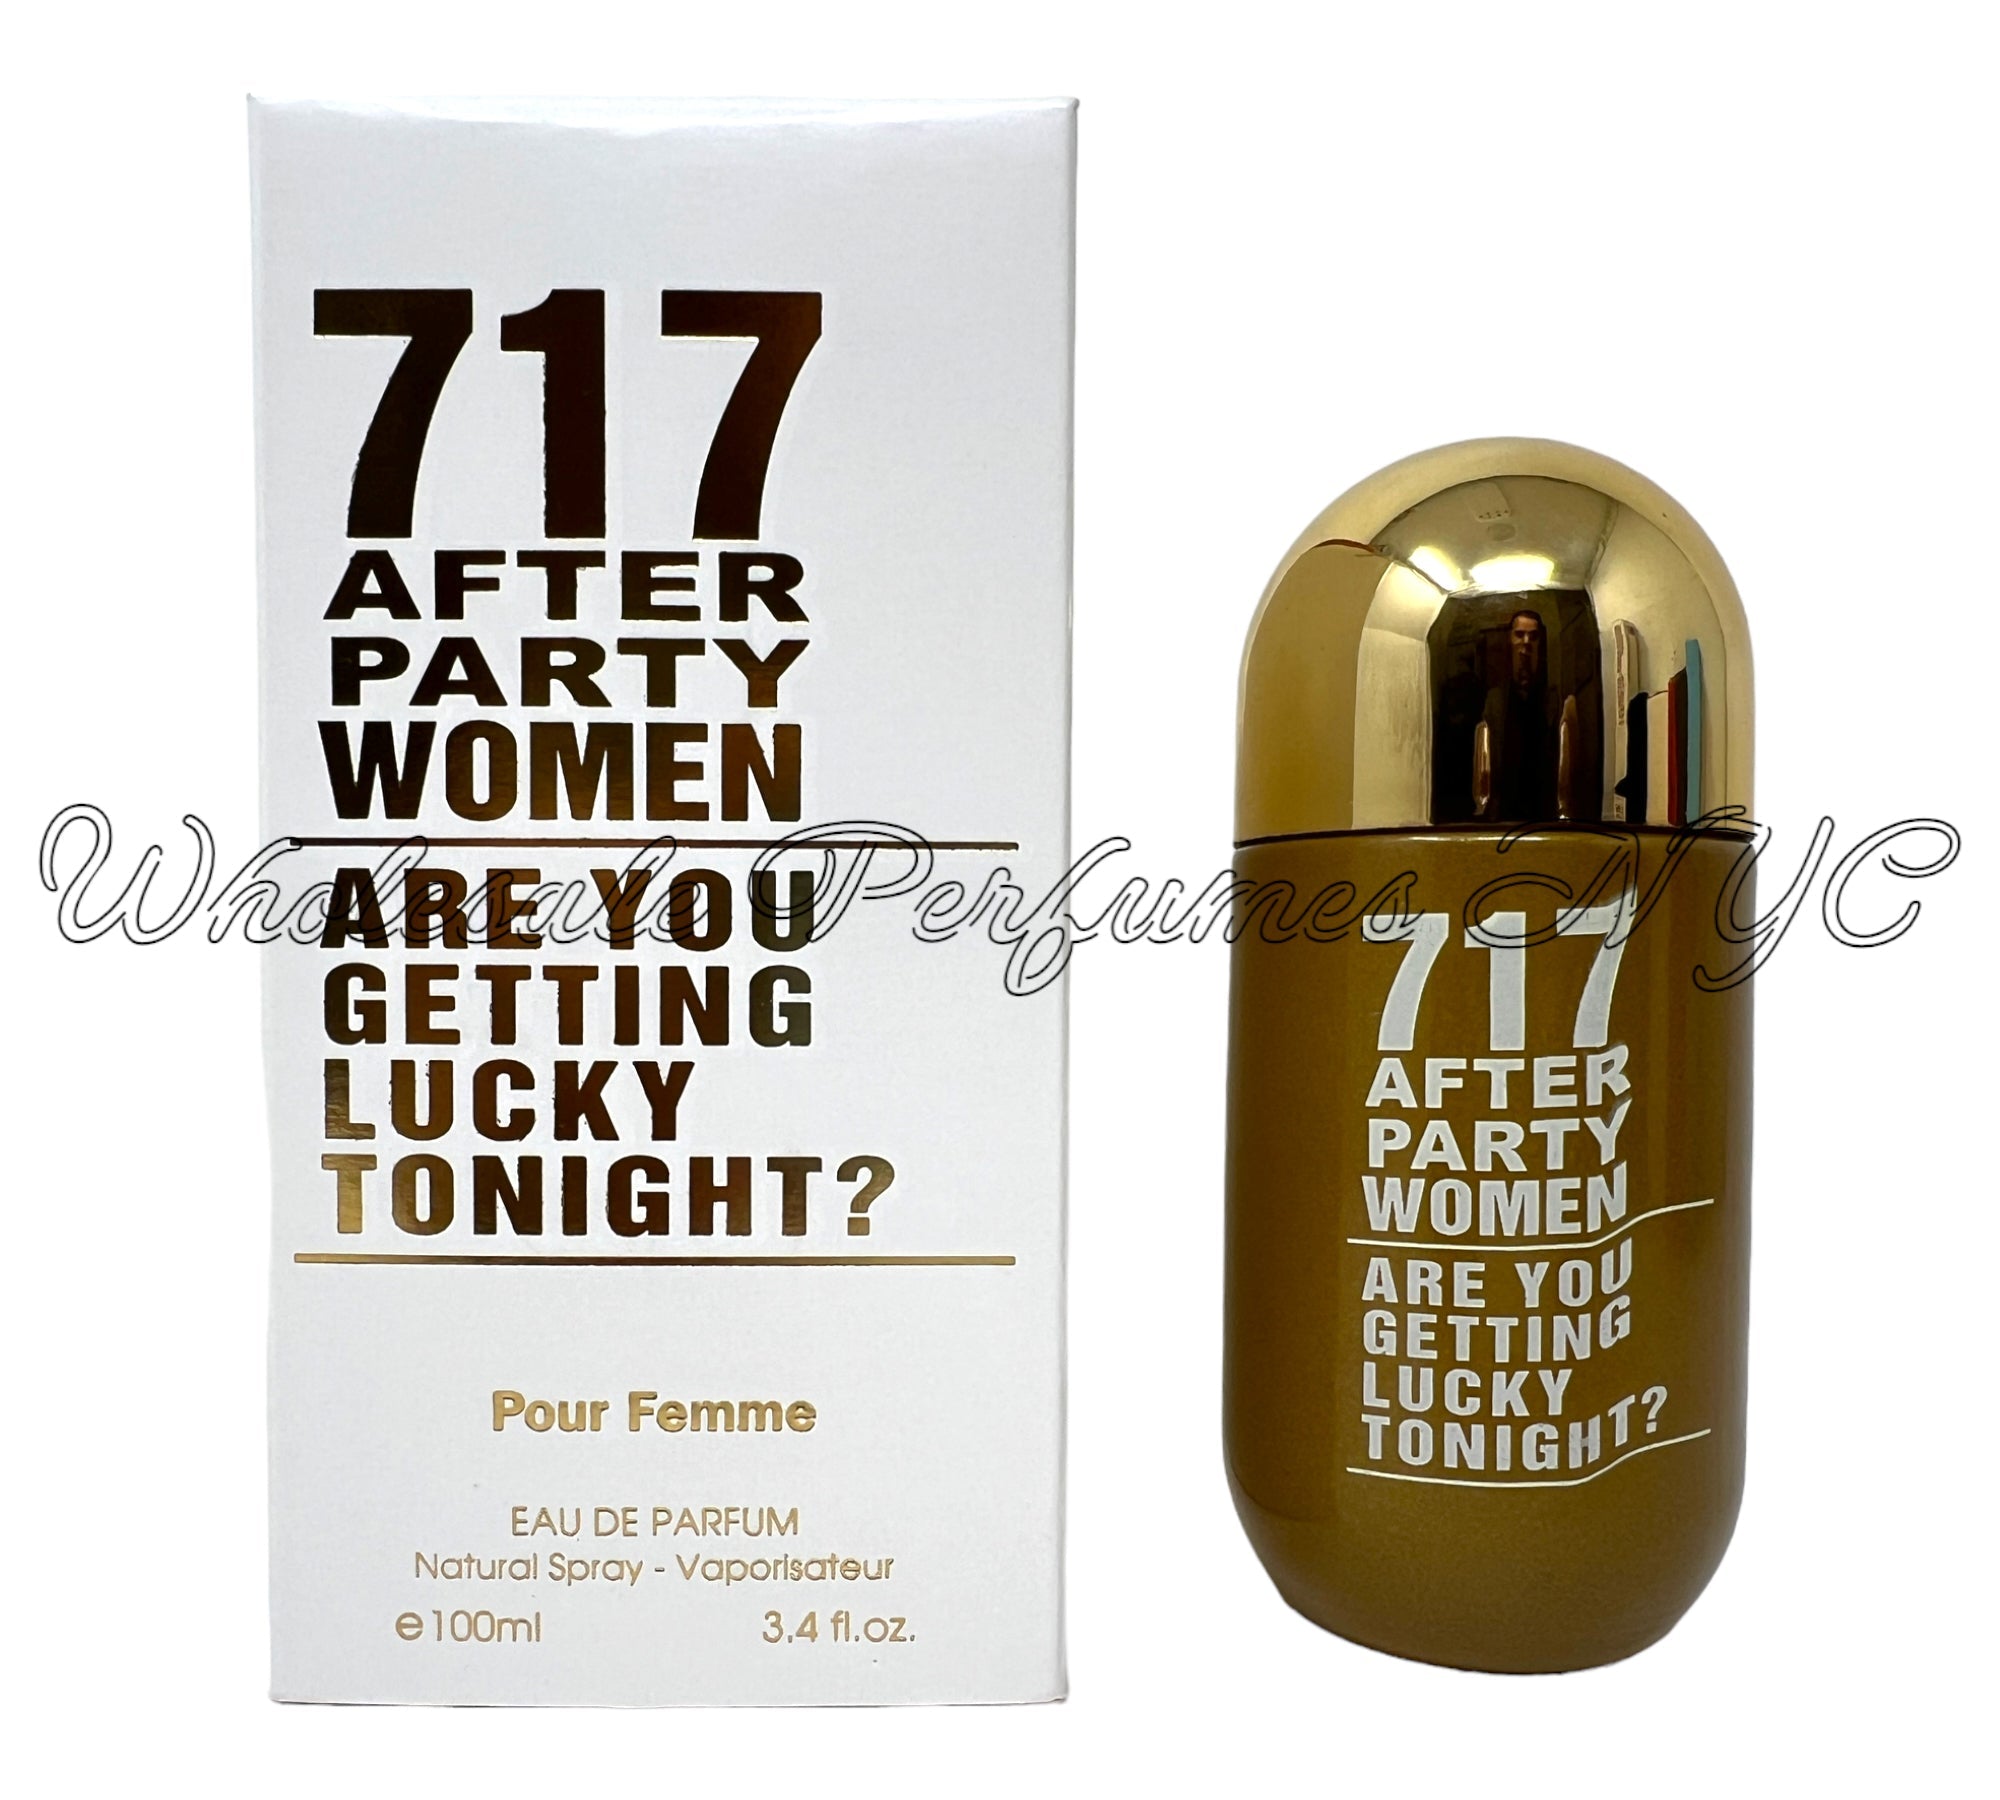 717
AFTER
PARTY
WOMEN
ARE YOU
GETTING
LUCKY
TONIGHT?
Pour Femme
EAU DE PARFUM
Natural Spray - Vaporisateur
℮100ml 3.4 fl.oz.
Wholesale Perfumes NYC
717
AFTER
PARTY
WOMEN
ARE YOU
GETTING
LUCKY
TONIGHT?